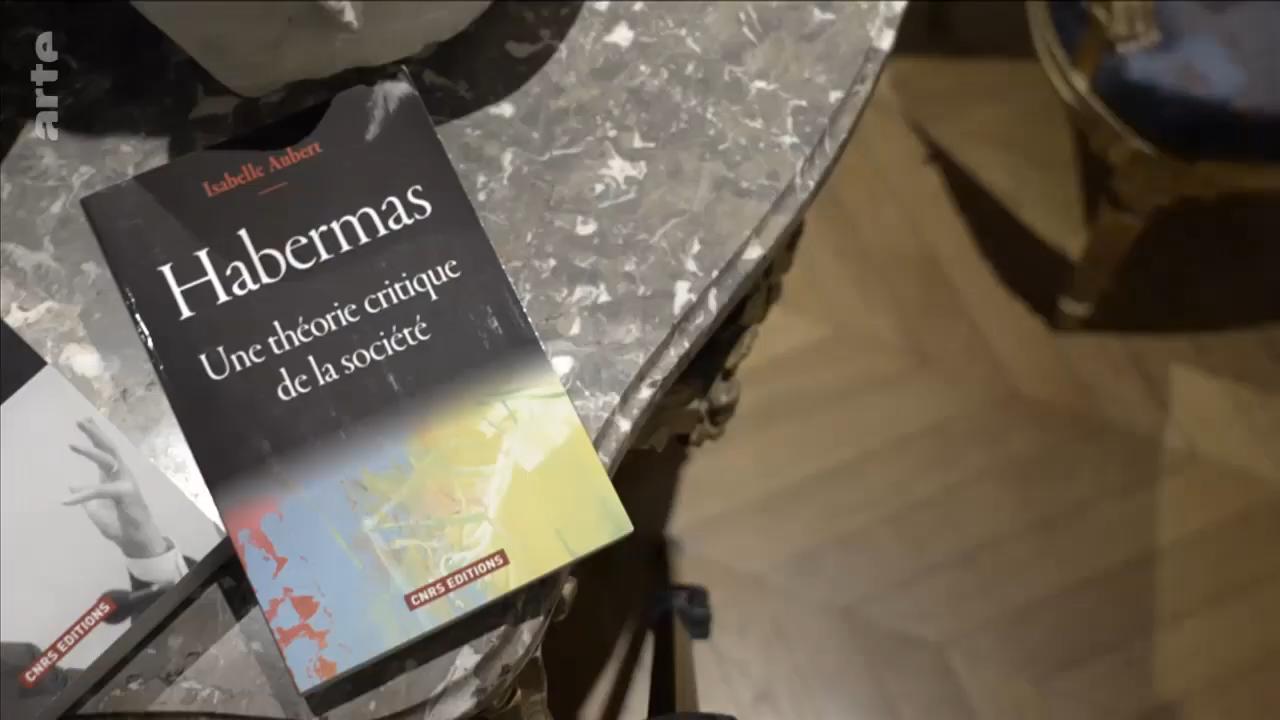 arte
Isabelle Aubert
Habermas
Une théorie critique
de la société
CNRS EDITIONS
CNRS EDITIONS